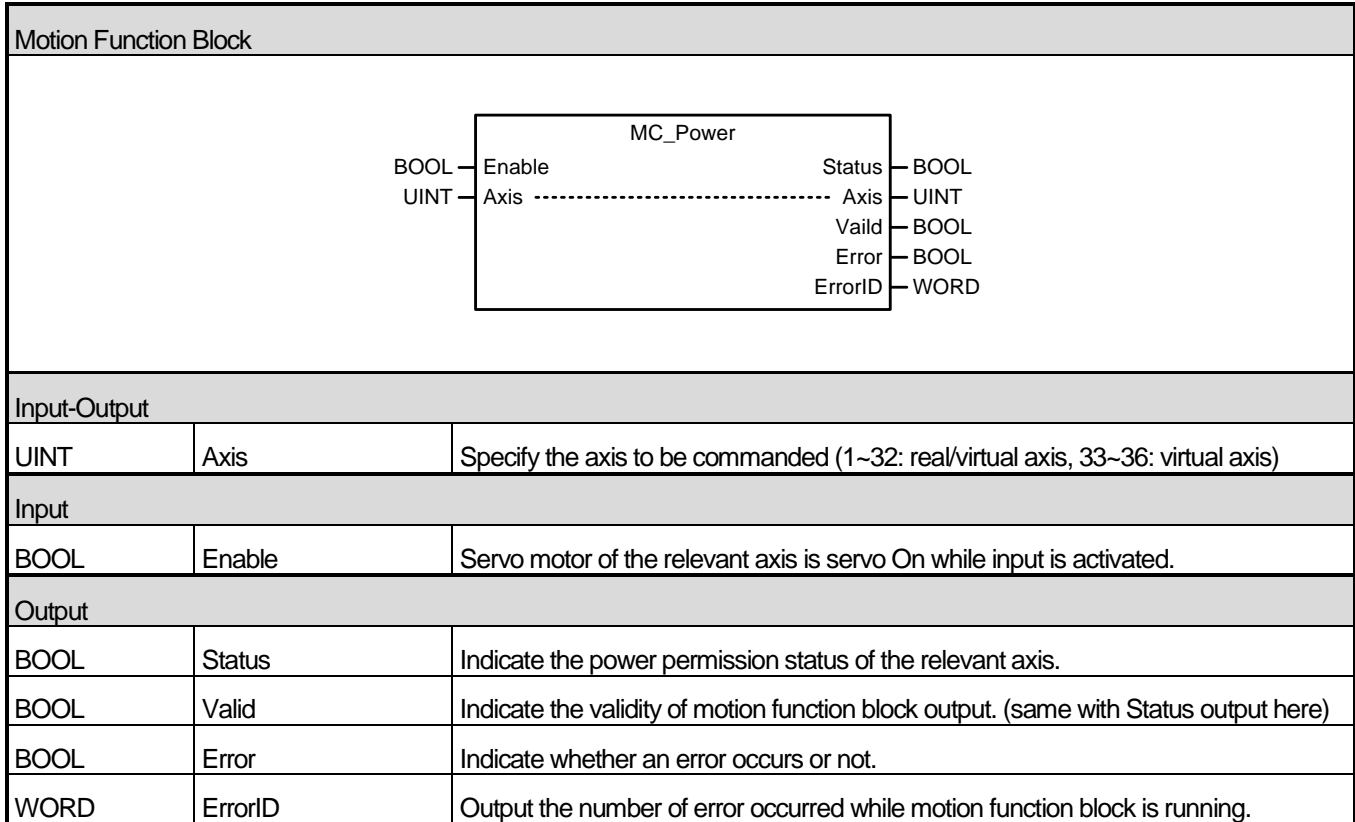 Motion Function Block
MC_Power
BOOL Enable Status BOOL
UINT Axis Axis UINT
Vaild BOOL
Error BOOL
ErrorID WORD
Input-Output
UINT Axis Specify the axis to be commanded (1~32: real/virtual axis, 33~36: virtual axis)
Input
BOOL Enable Servo motor of the relevant axis is servo On while input is activated.
Output
BOOL Status Indicate the power permission status of the relevant axis.
BOOL Valid Indicate the validity of motion function block output. (same with Status output here)
BOOL Error Indicate whether an error occurs or not.
WORD ErrorID Output the number of error occurred while motion function block is running.